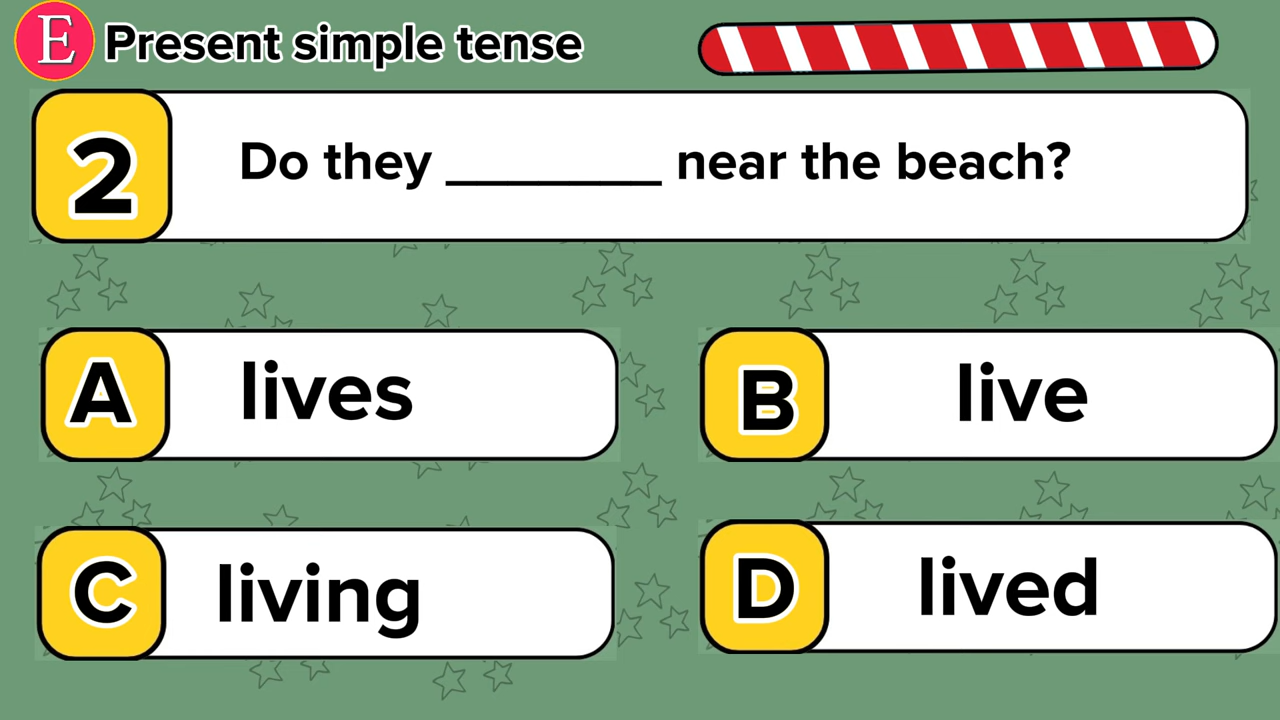 E Present simple tense
2 Do they ________ near the beach?
A lives
B live
C living
D lived